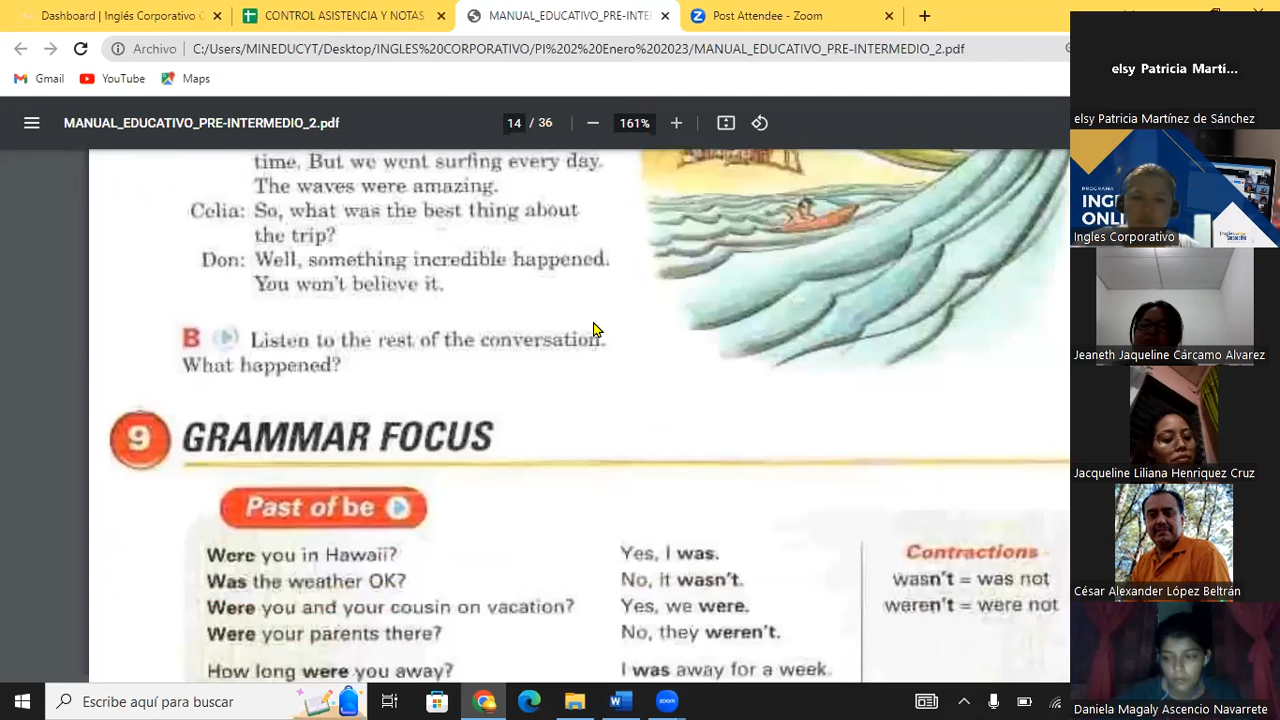 Dashboard | Inglés Corporativo C
CONTROL ASISTENCIA Y NOTAS
MANUAL_EDUCATIVO_PRE-INTE
Post Attendee - Zoom
Archivo
C:/Users/MINEDUCYT/Desktop/INGLES%20CORPORATIVO/PI%202%20Enero%202023/MANUAL_EDUCATIVO_PRE-INTERMEDIO_2.pdf
Gmail
YouTube
Maps
MANUAL_EDUCATIVO_PRE-INTERMEDIO_2.pdf
14 / 36
161%
time. But we went surfing every day.
The waves were amazing.
Celia: So, what was the best thing about
the trip?
Don: Well, something incredible happened.
You won't believe it.
B Listen to the rest of the conversation.
What happened?
9 GRAMMAR FOCUS
Past of be
Were you in Hawaii? Yes, I was.
Was the weather OK? No, it wasn't.
Were you and your cousin on vacation? Yes, we were.
Were your parents there? No, they weren't.
How long were you away? I was away for a week.
Contractions
wasn't = was not
weren't = were not
elsy Patricia Martí...
elsy Patricia Martínez de Sánchez
PROGRAMA
ING
ONLI
Ingles Corporativo
Jeaneth Jaqueline Cárcamo Alvarez
Jacqueline Liliana Henriquez Cruz
César Alexander López Beltrán
Daniela Magaly Ascencio Navarrete
Escribe aquí para buscar
zoom